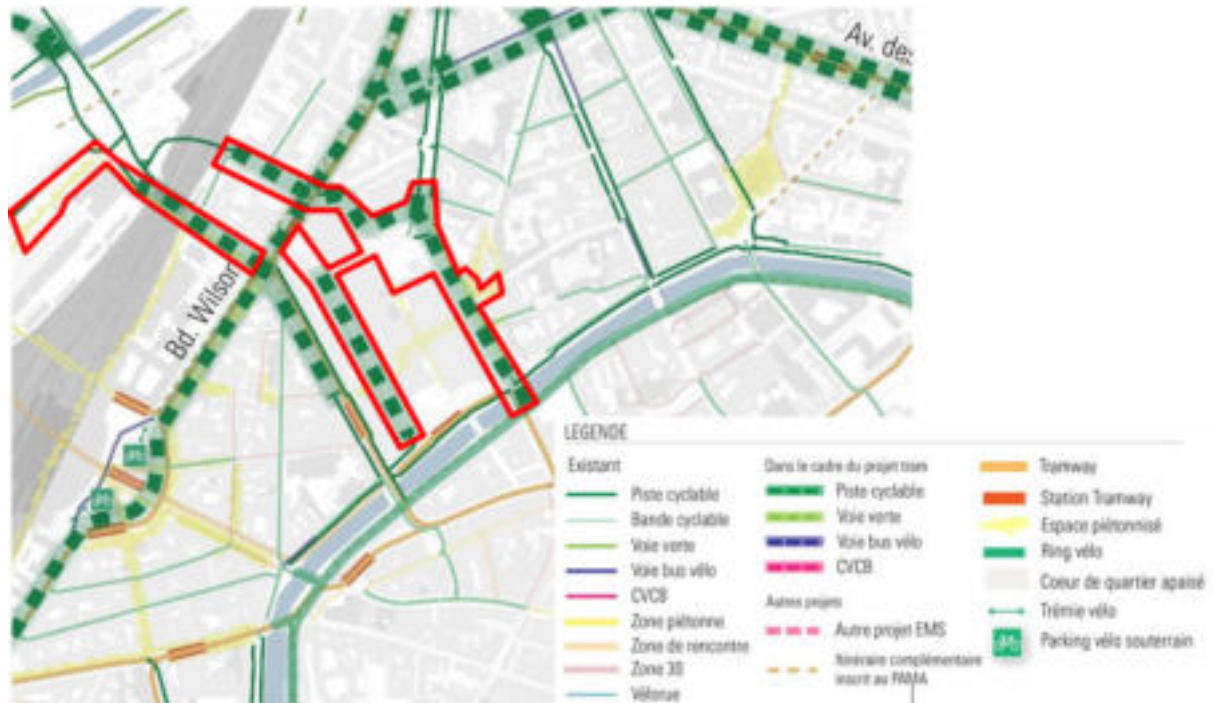 Av. des
Bd. Wilson
LEGENDE
Existant
Piste cyclable
Bande cyclable
Voie verte
Voie bus vélo
CVCB
Zone piétonne
Zone de rencontre
Zone 30
Vélorue
Dans le cadre du projet tram
Piste cyclable
Voie verte
Voie bus vélo
CVCB
Autres projets
Autre projet EMS
Itinéraire complémentaire
inscrit au PAMA
Tramway
Station Tramway
Espace piétonnisé
Ring vélo
Coeur de quartier apaisé
Trémie vélo
Parking vélo souterrain